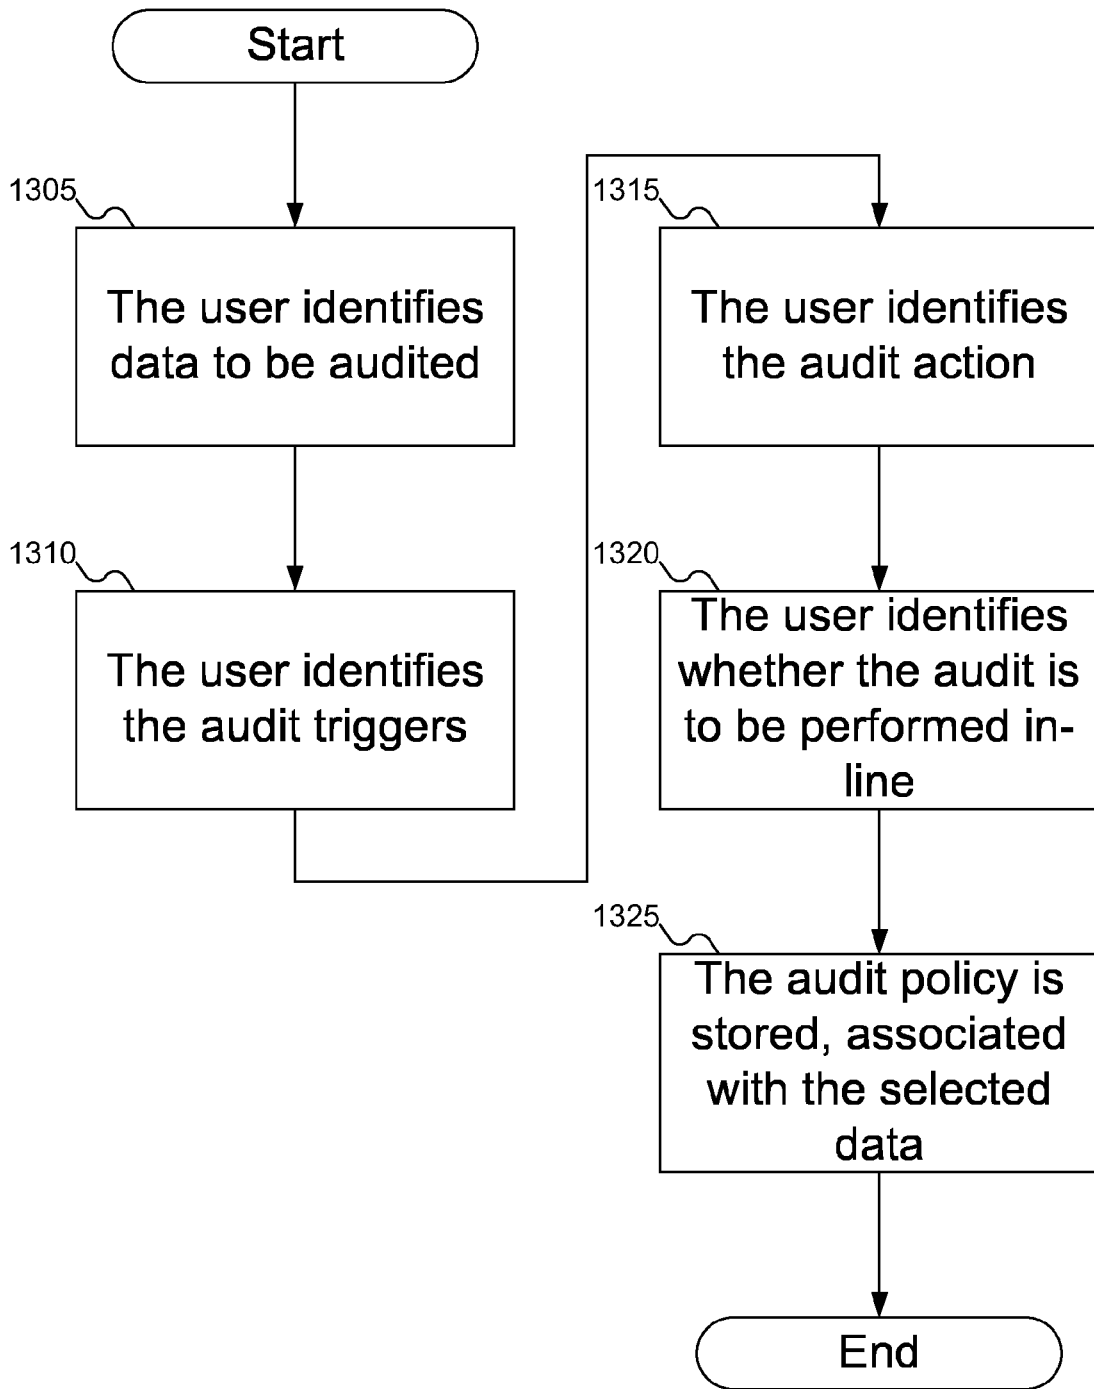 Start
1305
The user identifies
data to be audited
1310
The user identifies
the audit triggers
1315
The user identifies
the audit action
1320
The user identifies
whether the audit is
to be performed in-
line
1325
The audit policy is
stored, associated
with the selected
data
End